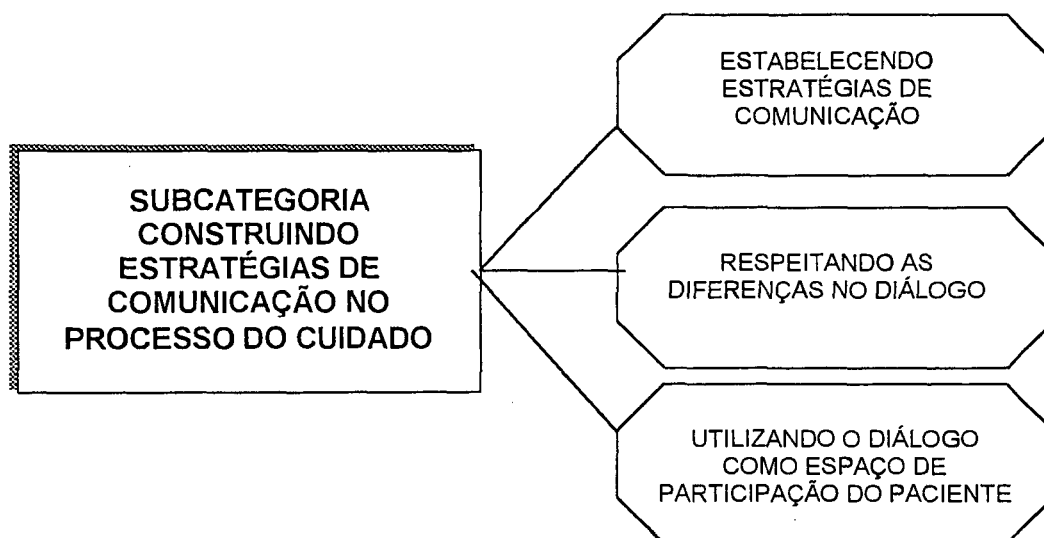 SUBCATEGORIA
CONSTRUINDO
ESTRATÉGIAS DE
COMUNICAÇÃO NO
PROCESSO DO CUIDADO
ESTABELECENDO
ESTRATÉGIAS DE
COMUNICAÇÃO
RESPEITANDO AS
DIFERENÇAS NO DIÁLOGO
UTILIZANDO O DIÁLOGO
COMO ESPAÇO DE
PARTICIPAÇÃO DO PACIENTE